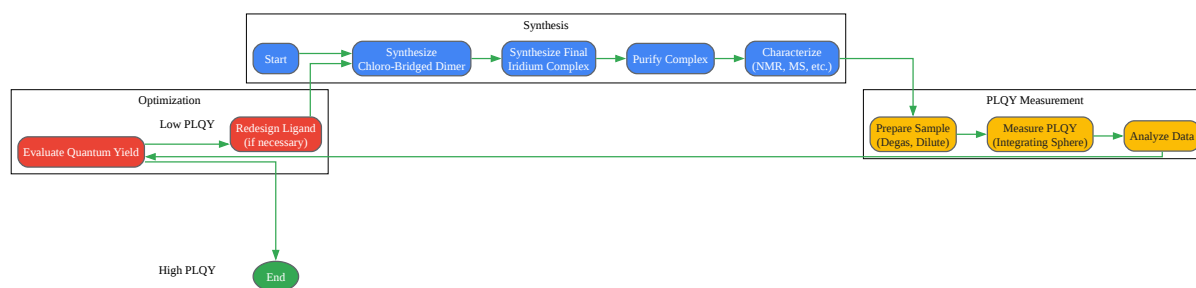 Synthesis
Start
Synthesize
Chloro-Bridged Dimer
Synthesize Final
Iridium Complex
Purify Complex
Characterize
(NMR, MS, etc.)
Optimization
Low PLQY
Redesign Ligand
(if necessary)
Evaluate Quantum Yield
PLQY Measurement
Prepare Sample
(Degas, Dilute)
Measure PLQY
(Integrating Sphere)
Analyze Data
High PLQY
End